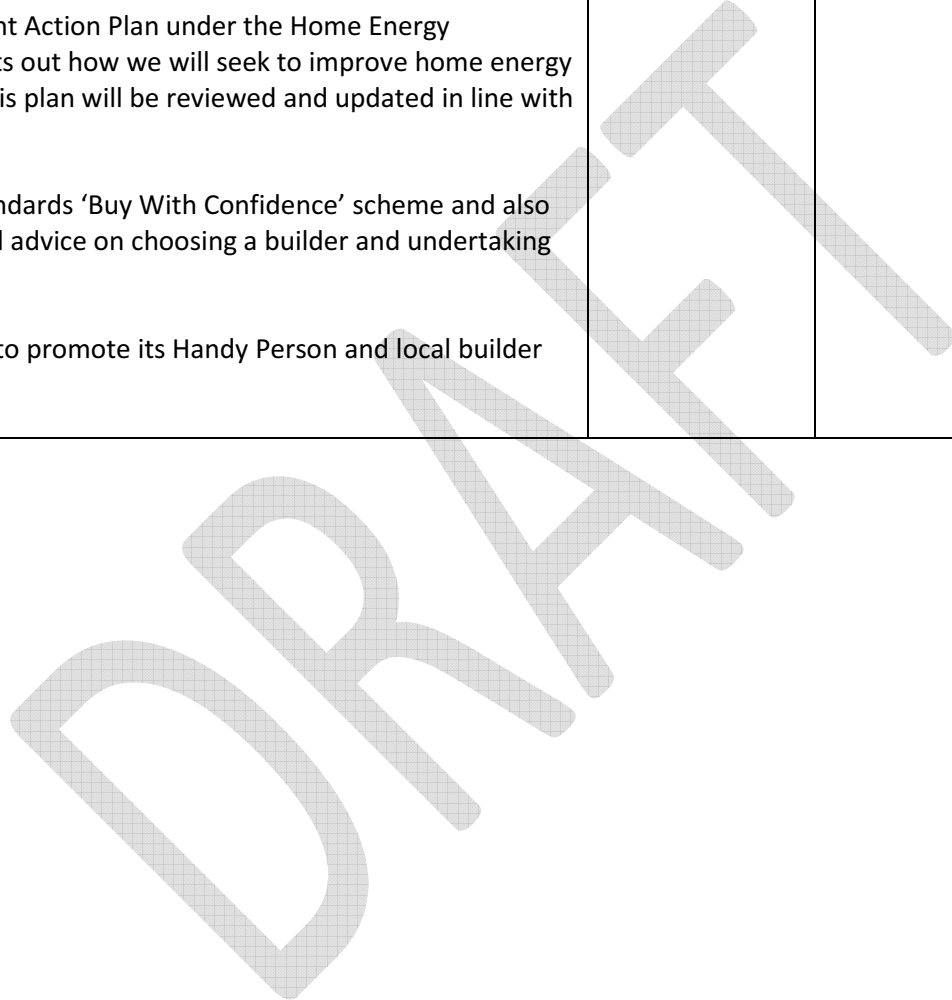 nt Action Plan under the Home Energy
ts out how we will seek to improve home energy
is plan will be reviewed and updated in line with
ndards ‘Buy With Confidence’ scheme and also
l advice on choosing a builder and undertaking
to promote its Handy Person and local builder
DRAFT